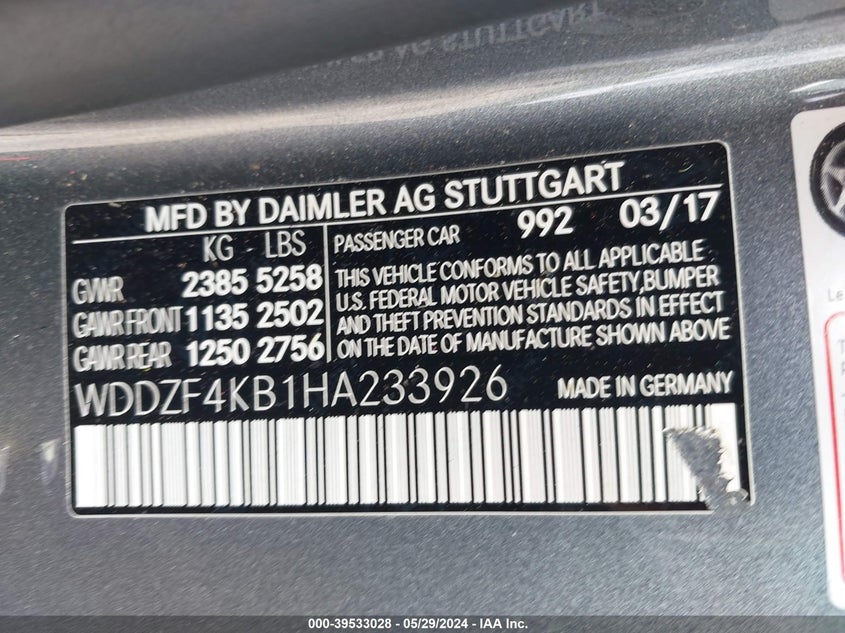 MFD BY DAIMLER AG STUTTGART
KG - LBS
GVWR 2385 5258
GAWR FRONT 1135 2502
GAWR REAR 1250 2756
PASSENGER CAR 992 03/17
THIS VEHICLE CONFORMS TO ALL APPLICABLE
U.S. FEDERAL MOTOR VEHICLE SAFETY,BUMPER
AND THEFT PREVENTION STANDARDS IN EFFECT
ON THE DATE OF MANUFACTURE SHOWN ABOVE
WDDZF4KB1HA233926 MADE IN GERMANY
Le
000-39533028 - 05/29/2024 - IAA Inc.